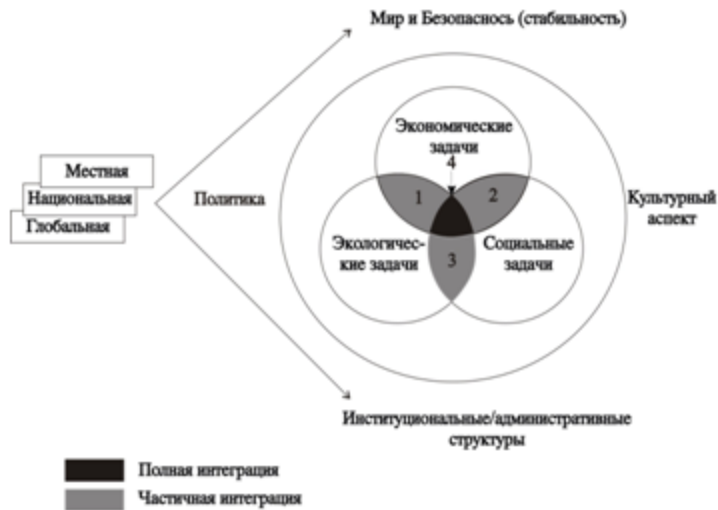 Мир и Безопаснось (стабильность)
Экономические
задачи
4
Местная
Национальная
Глобальная
Политика
1
2
Культурный
аспект
Экологичес-
кие задачи
Социальные
задачи
3
Институциональные/административные
структуры
Полная интеграция
Частичная интеграция